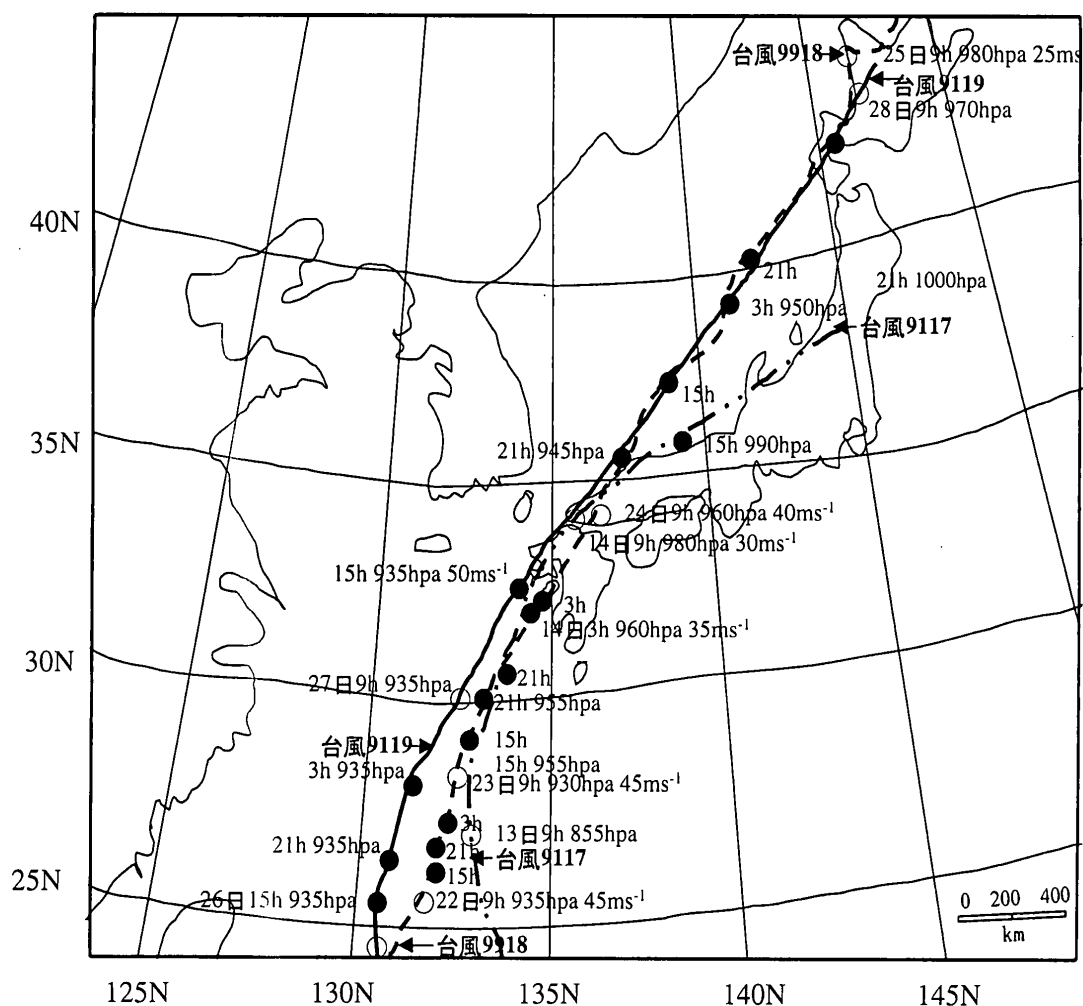 台風9918
25日9h 980hpa 25ms
台風9119
28日9h 970hpa
40N
21h
21h 1000hpa
3h 950hpa
台風9117
15h
35N
21h 945hpa
15h 990hpa
24日9h 960hpa 40ms-1
14日9h 980hpa 30ms-1
15h 935hpa 50ms-1
3h
14日3h 960hpa 35ms-1
30N
21h
27日9h 935hpa
21h 955hpa
15h
台風9119
15h 955hpa
3h 935hpa
23日9h 930hpa 45ms-1
3h
13日9h 855hpa
21h 935hpa
21h
台風9117
15h
25N
26日15h 935hpa
22日9h 935hpa 45ms-1
0 200 400
km
台風9918
125N 130N 135N 140N 145N